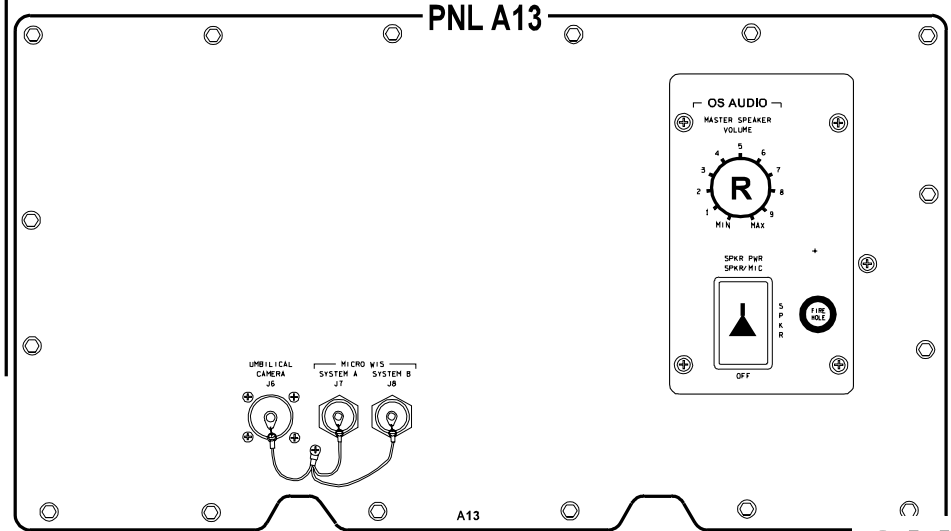 PNL A13
OS AUDIO
MASTER SPEAKER
VOLUME
5
4 6
3 7
2 8
R
1 9
MIN MAX
SPKR PWR
SPKR/MIC
SPKR
FIRE
HOLE
OFF
UMBILICAL
CAMERA
J6
MICRO WIS
SYSTEM A SYSTEM B
J7 J8
A13